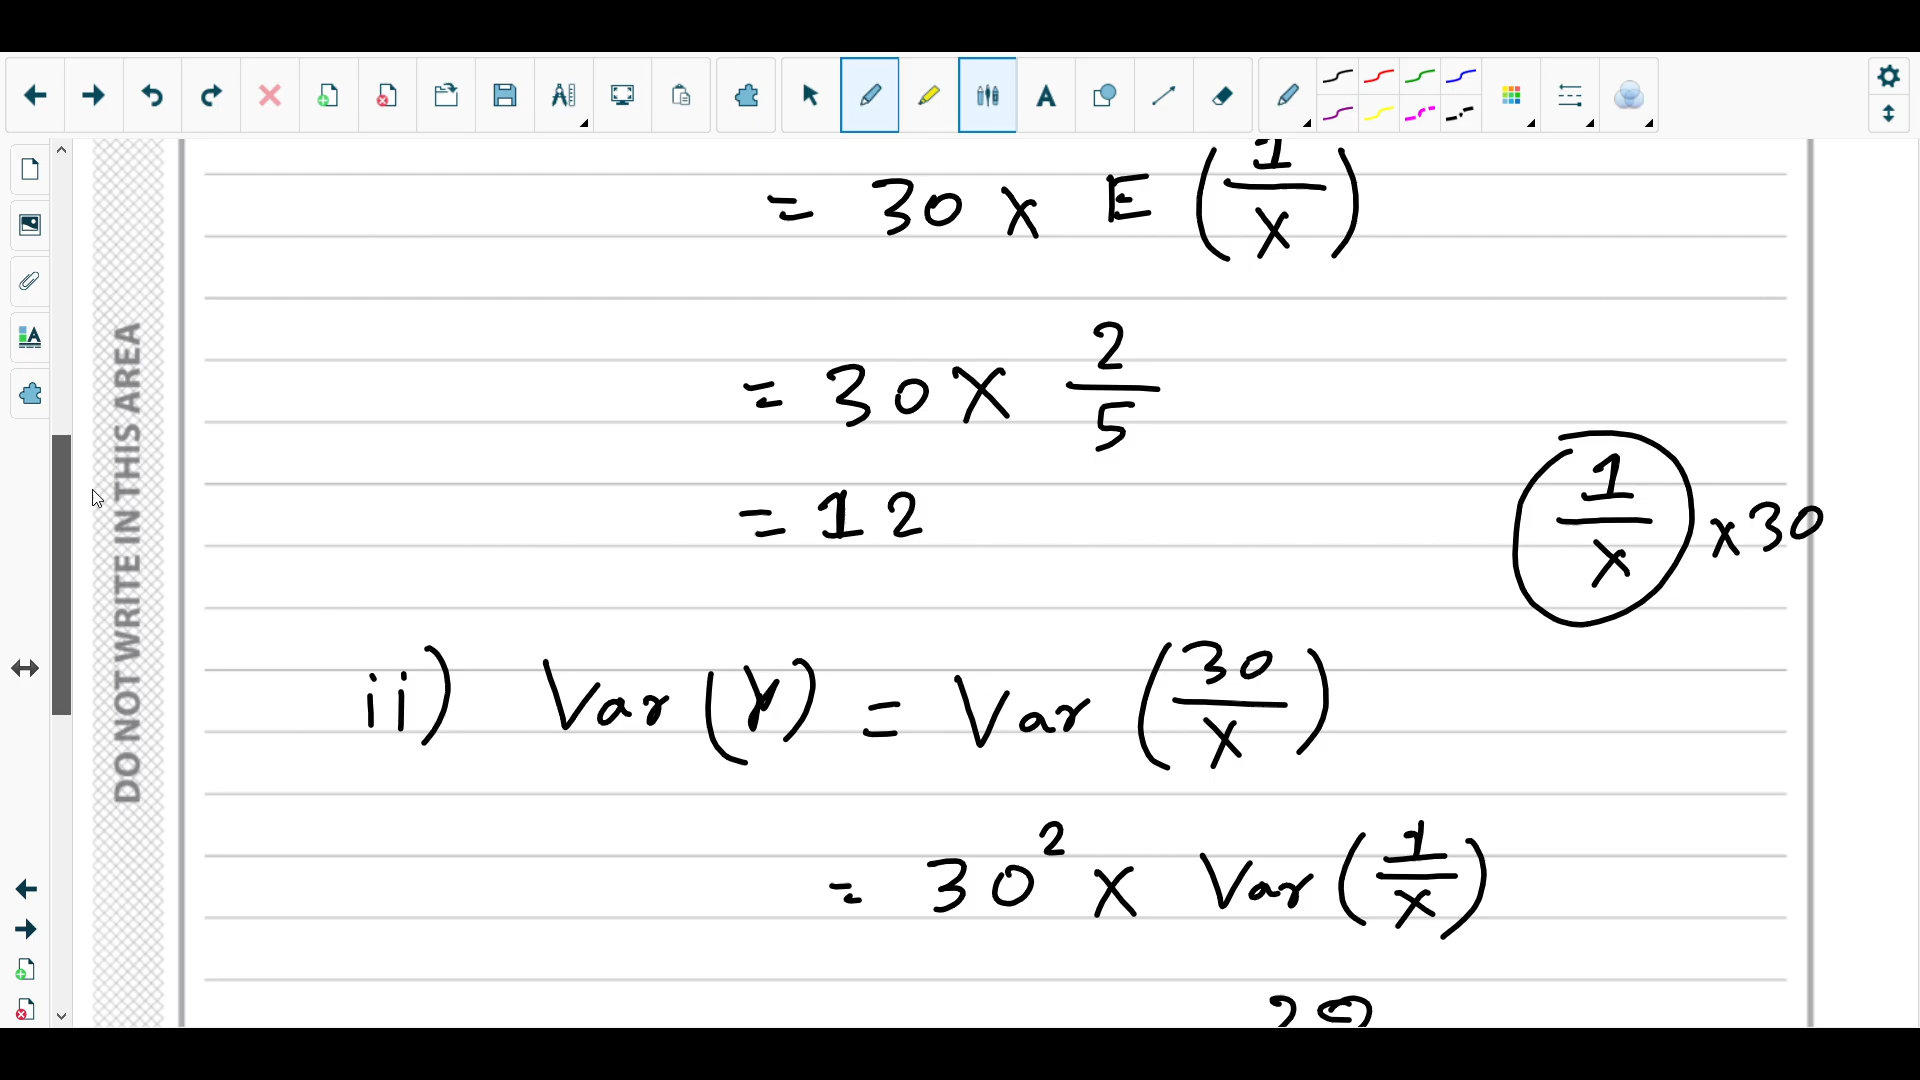 = 30 × E (1/X)
= 30 × 2/5
= 12
(1/X) × 30
ii) Var (Y) = Var (30/X)
= 30² × Var (1/X)
DO NOT WRITE IN THIS AREA